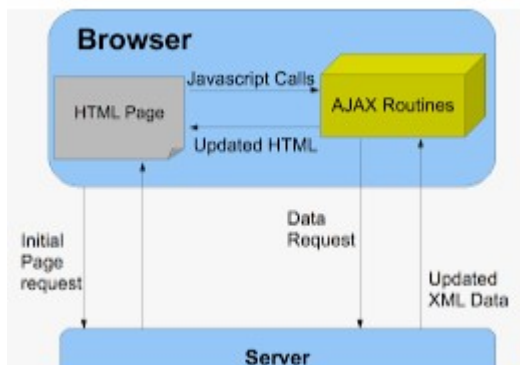 Browser
Javascript Calls
HTML Page
AJAX Routines
Updated HTML
Initial
Page
request
Data
Request
Updated
XML Data
Server